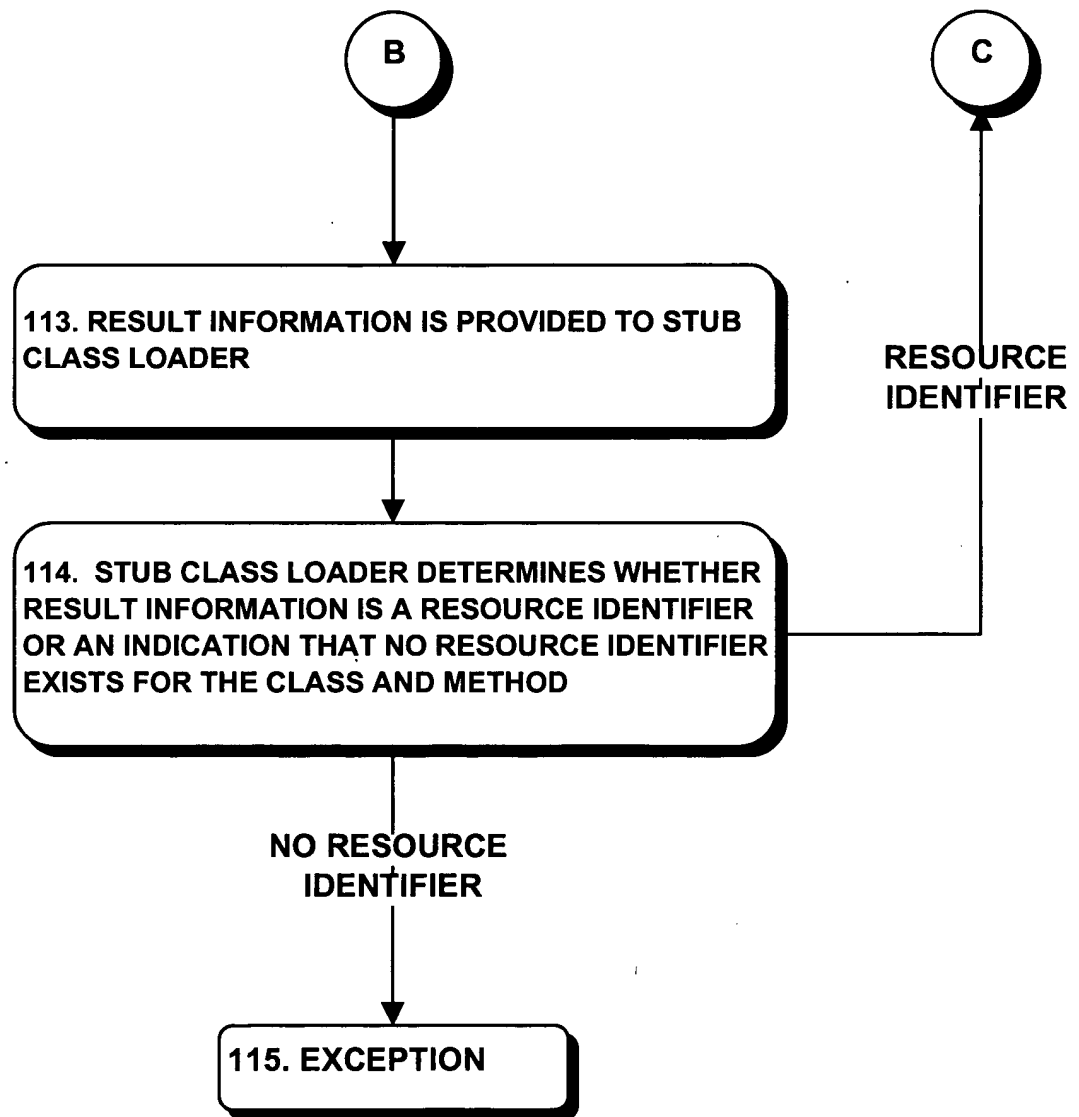 B
C
113. RESULT INFORMATION IS PROVIDED TO STUB
CLASS LOADER
RESOURCE
IDENTIFIER
114. STUB CLASS LOADER DETERMINES WHETHER
RESULT INFORMATION IS A RESOURCE IDENTIFIER
OR AN INDICATION THAT NO RESOURCE IDENTIFIER
EXISTS FOR THE CLASS AND METHOD
NO RESOURCE
IDENTIFIER
115. EXCEPTION